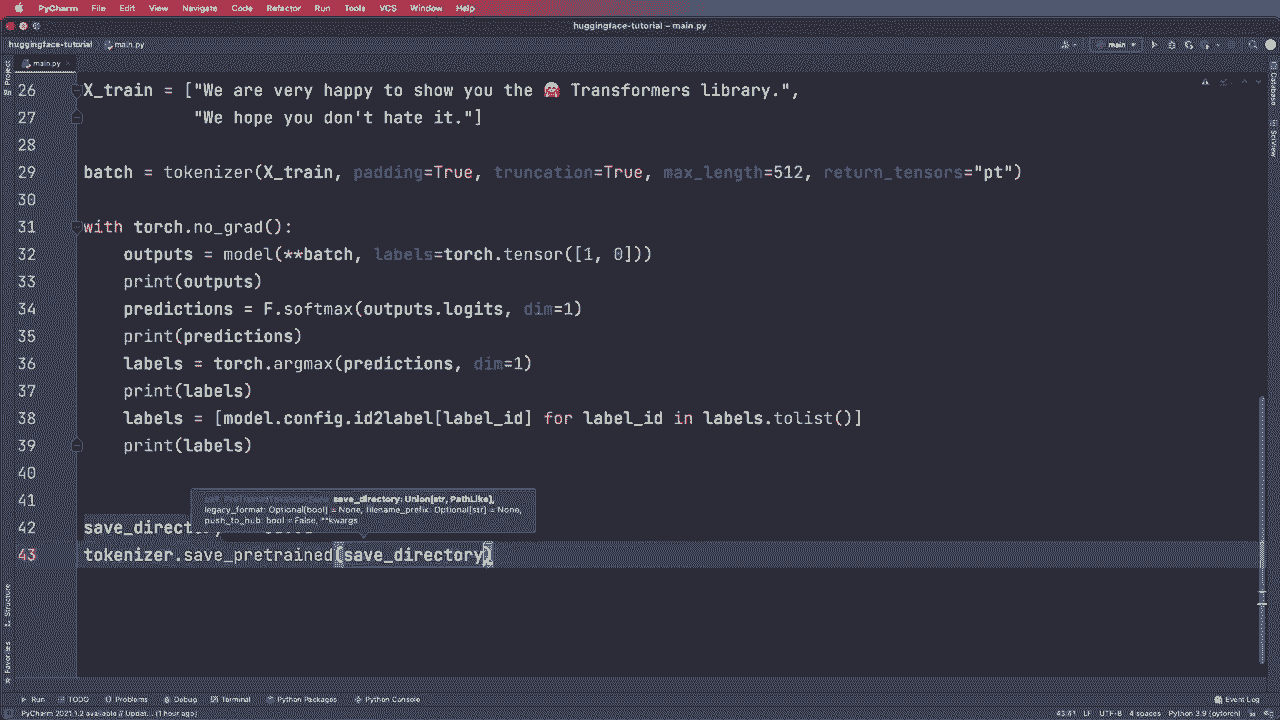 PyCharm File Edit View Navigate Code Refactor Run Tools VCS Window Help
huggingface-tutorial – main.py
huggingface-tutorial main.py
main
main.py
Project
Database
SciView
26 X_train = ["We are very happy to show you the 🤗 Transformers library.",
27 "We hope you don't hate it."]
28
29 batch = tokenizer(X_train, padding=True, truncation=True, max_length=512, return_tensors="pt")
30
31 with torch.no_grad():
32 outputs = model(**batch, labels=torch.tensor([1, 0]))
33 print(outputs)
34 predictions = F.softmax(outputs.logits, dim=1)
35 print(predictions)
36 labels = torch.argmax(predictions, dim=1)
37 print(labels)
38 labels = [model.config.id2label[label_id] for label_id in labels.tolist()]
39 print(labels)
40
41
save_directory: Union[str, PathLike],
legacy_format: Optional[bool] = None, filename_prefix: Optional[str] = None,
push_to_hub: bool = False, **kwargs
42 save_directory
43 tokenizer.save_pretrained(save_directory)
Structure
Favorites
Run TODO Problems Debug Terminal Python Packages Python Console Event Log
PyCharm 2021.1.2 available // Updat... (1 hour ago) 43:41 LF UTF-8 4 spaces Python 3.9 (pytorch)